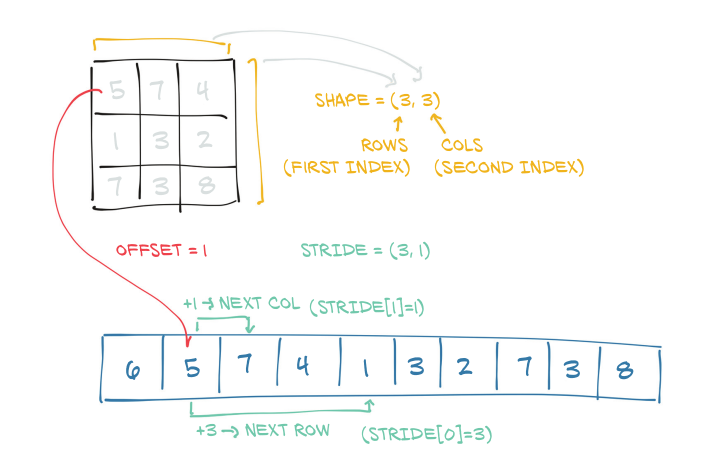 5 7 4
SHAPE = (3, 3)
1 3 2
ROWS COLS
(FIRST INDEX) (SECOND INDEX)
7 3 8
OFFSET = 1 STRIDE = (3, 1)
+1 → NEXT COL (STRIDE[1]=1)
6 5 7 4 1 3 2 7 3 8
+3 → NEXT ROW (STRIDE[0]=3)